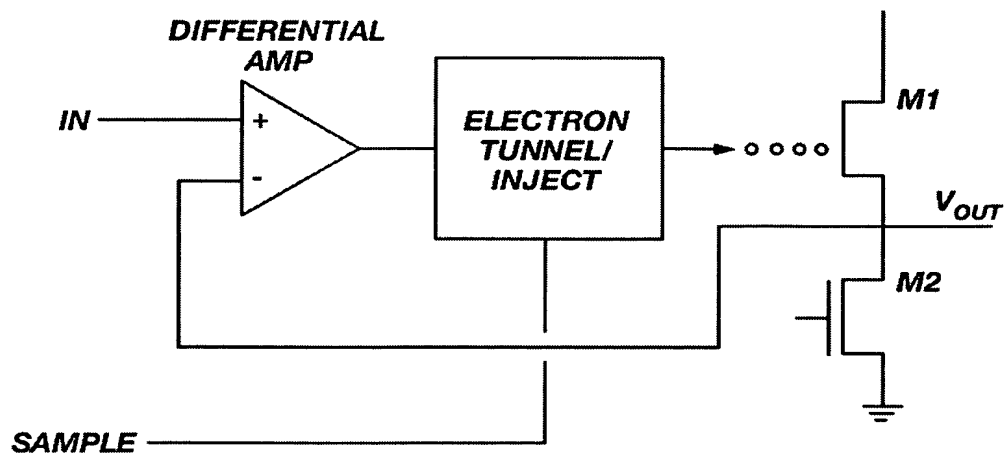 DIFFERENTIAL
AMP
IN
+
-
ELECTRON
TUNNEL/
INJECT
M1
VOUT
M2
SAMPLE